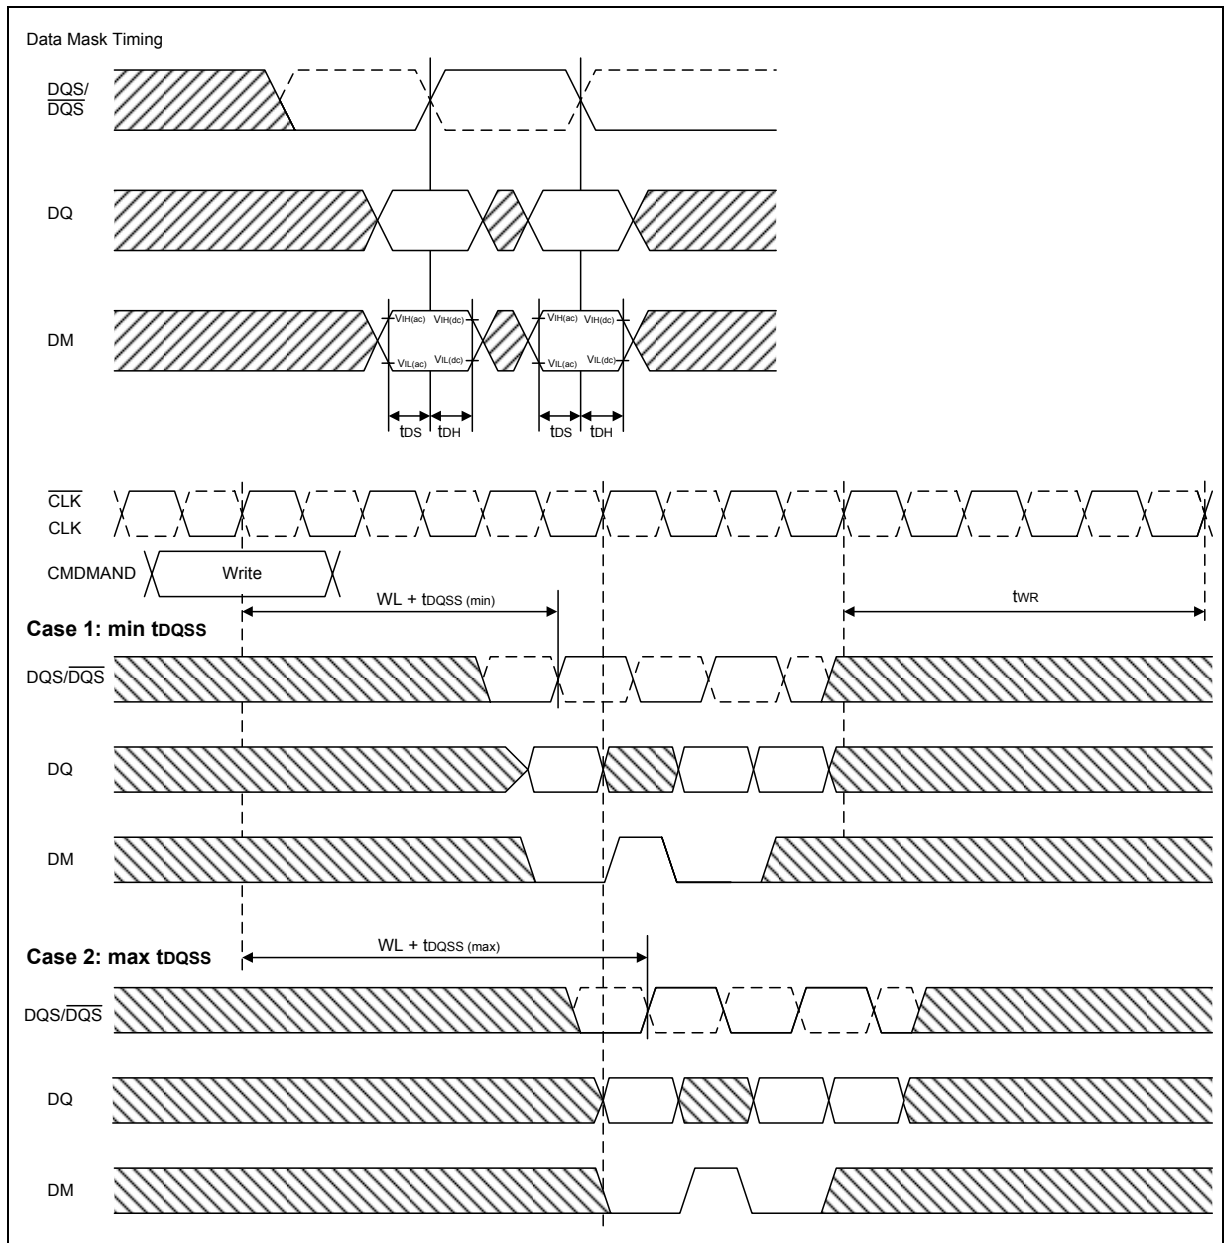 Data Mask Timing
DQS/
DQS
DQ
DM
VIH(ac) VIH(dc) VIH(ac) VIH(dc)
VIL(ac) VIL(dc) VIL(ac) VIL(dc)
tDS tDH tDS tDH
CLK
CLK
CMDMAND Write
WL + tDQSS (min) tWR
Case 1: min tDQSS
DQS/DQS
DQ
DM
WL + tDQSS (max)
Case 2: max tDQSS
DQS/DQS
DQ
DM